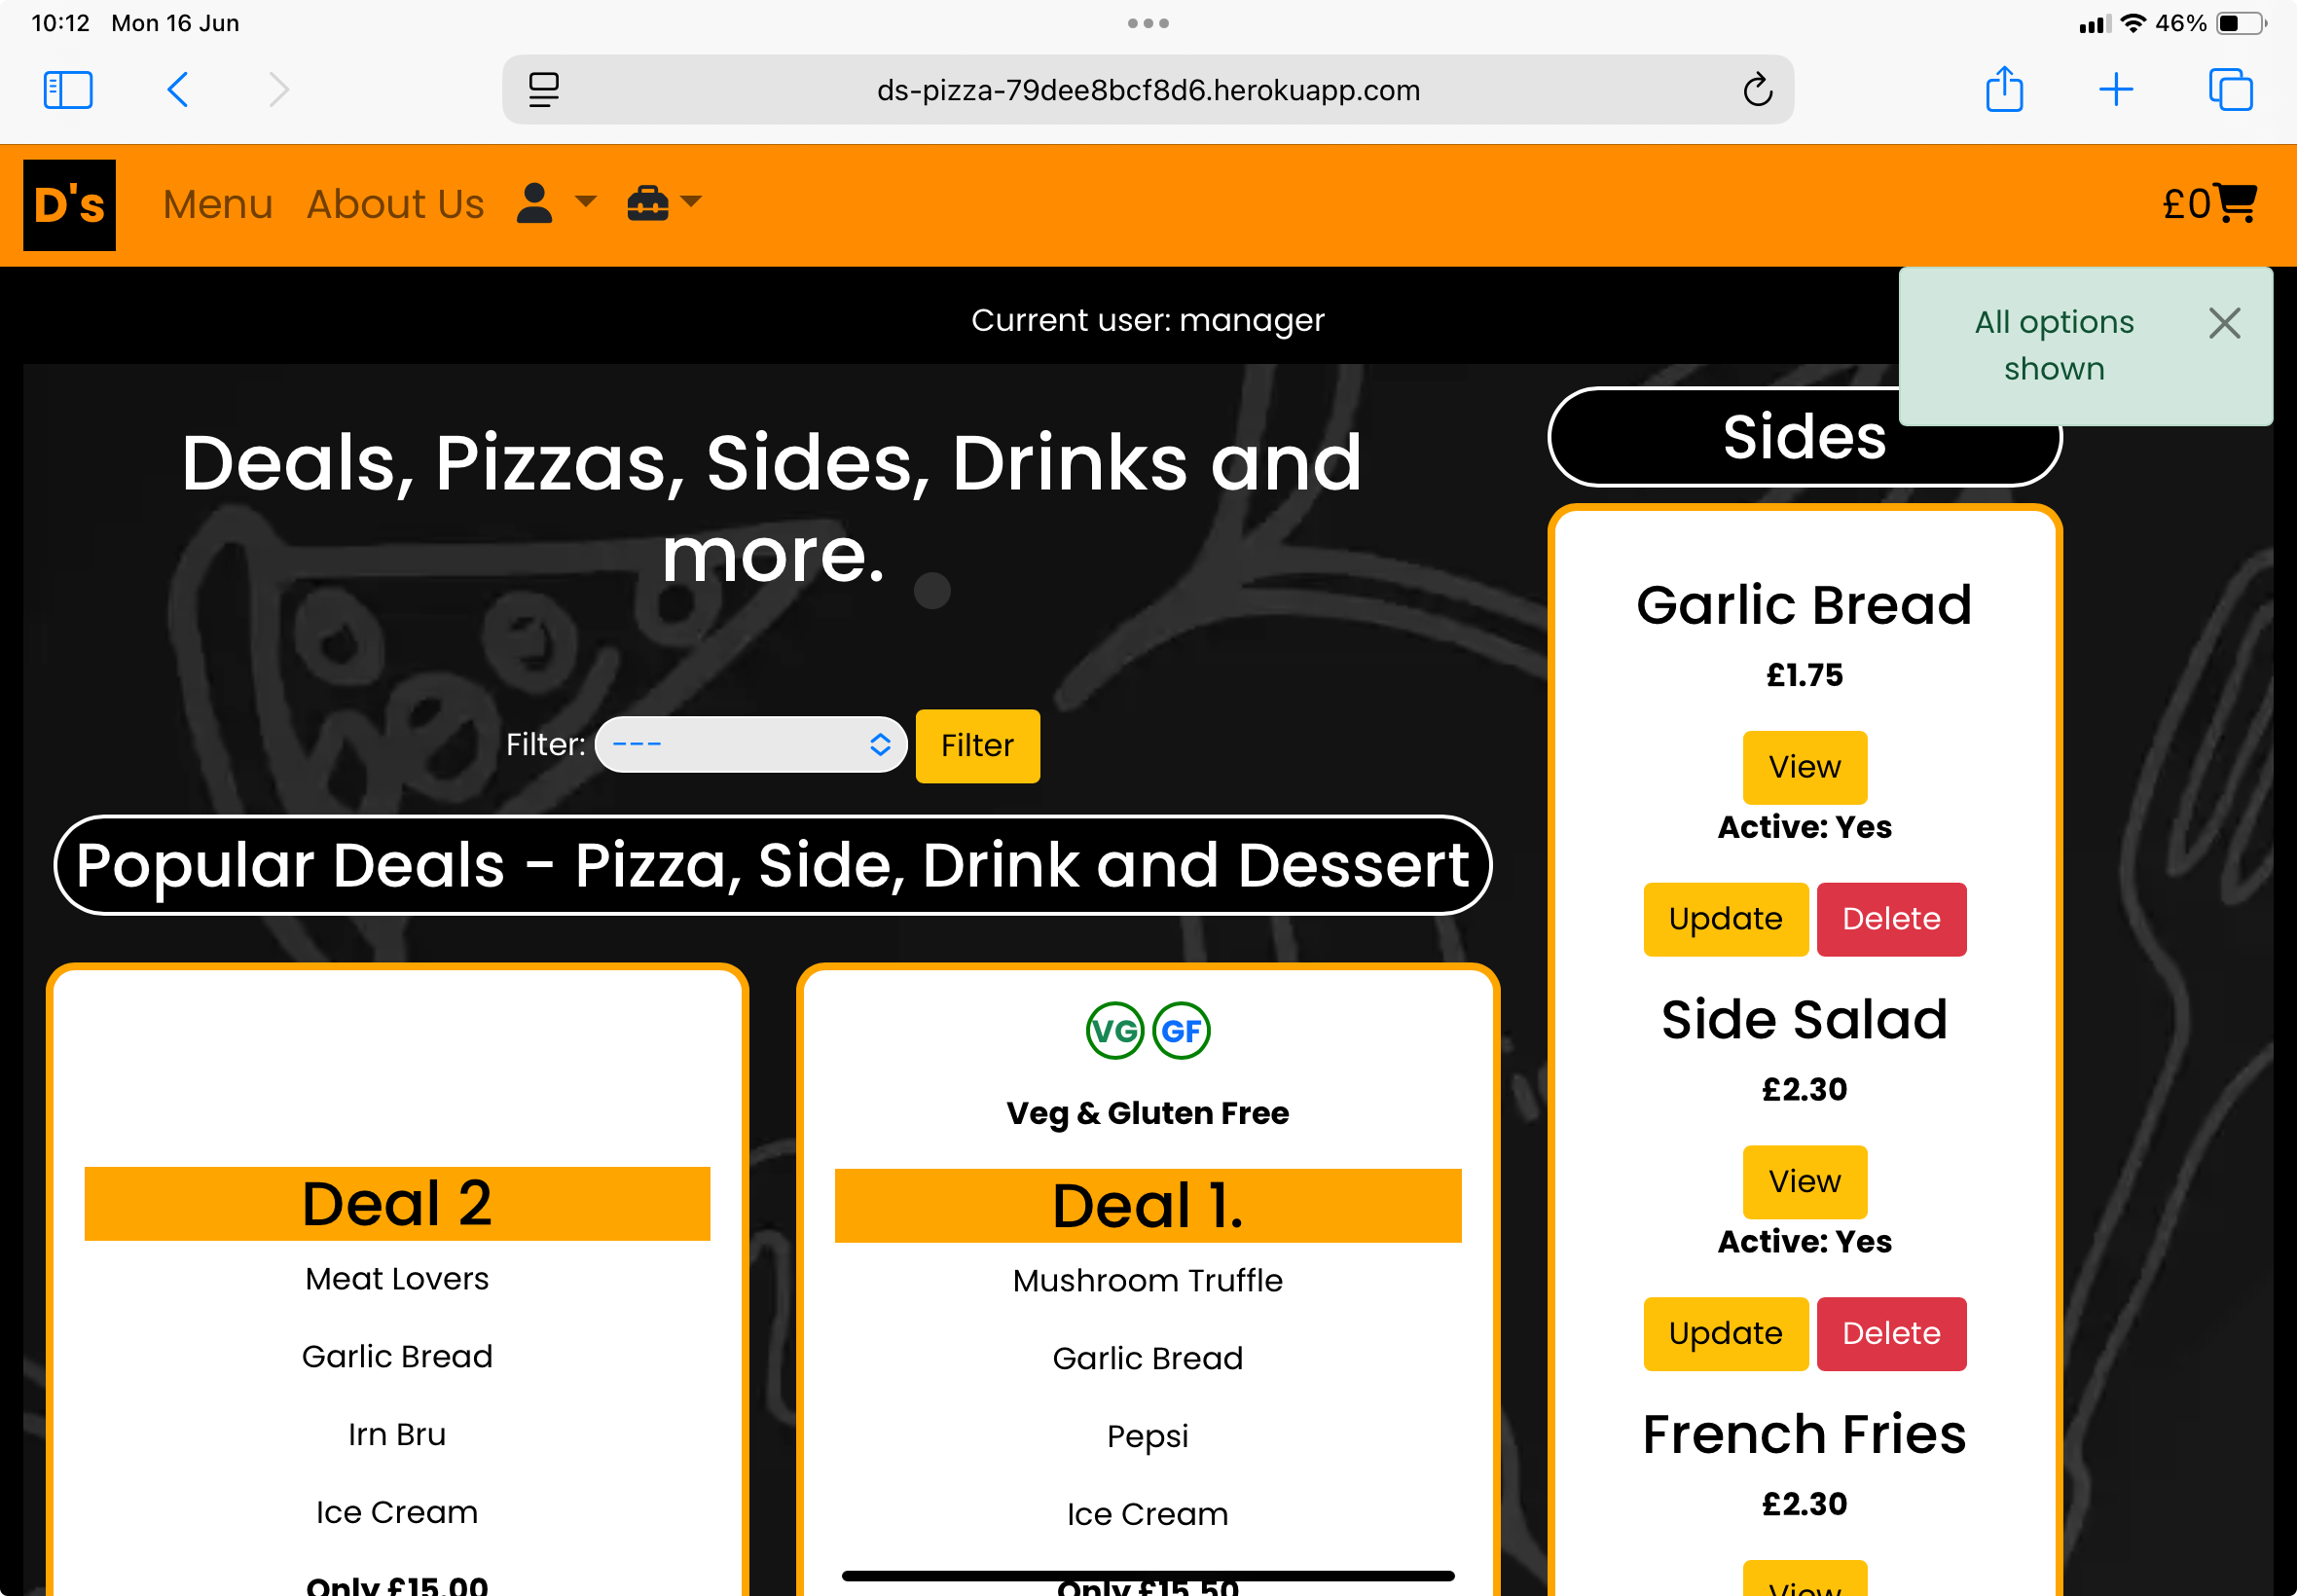 10:12 Mon 16 Jun
46%
ds-pizza-79dee8bcf8d6.herokuapp.com
D's
Menu
About Us
£0
Current user: manager
All options
shown
Deals, Pizzas, Sides, Drinks and
more.
Filter: --- Filter
Popular Deals - Pizza, Side, Drink and Dessert
Deal 2
Meat Lovers
Garlic Bread
Irn Bru
Ice Cream
Only £15.00
VG GF
Veg & Gluten Free
Deal 1.
Mushroom Truffle
Garlic Bread
Pepsi
Ice Cream
Only £15.50
Sides
Garlic Bread
£1.75
View
Active: Yes
Update Delete
Side Salad
£2.30
View
Active: Yes
Update Delete
French Fries
£2.30
View